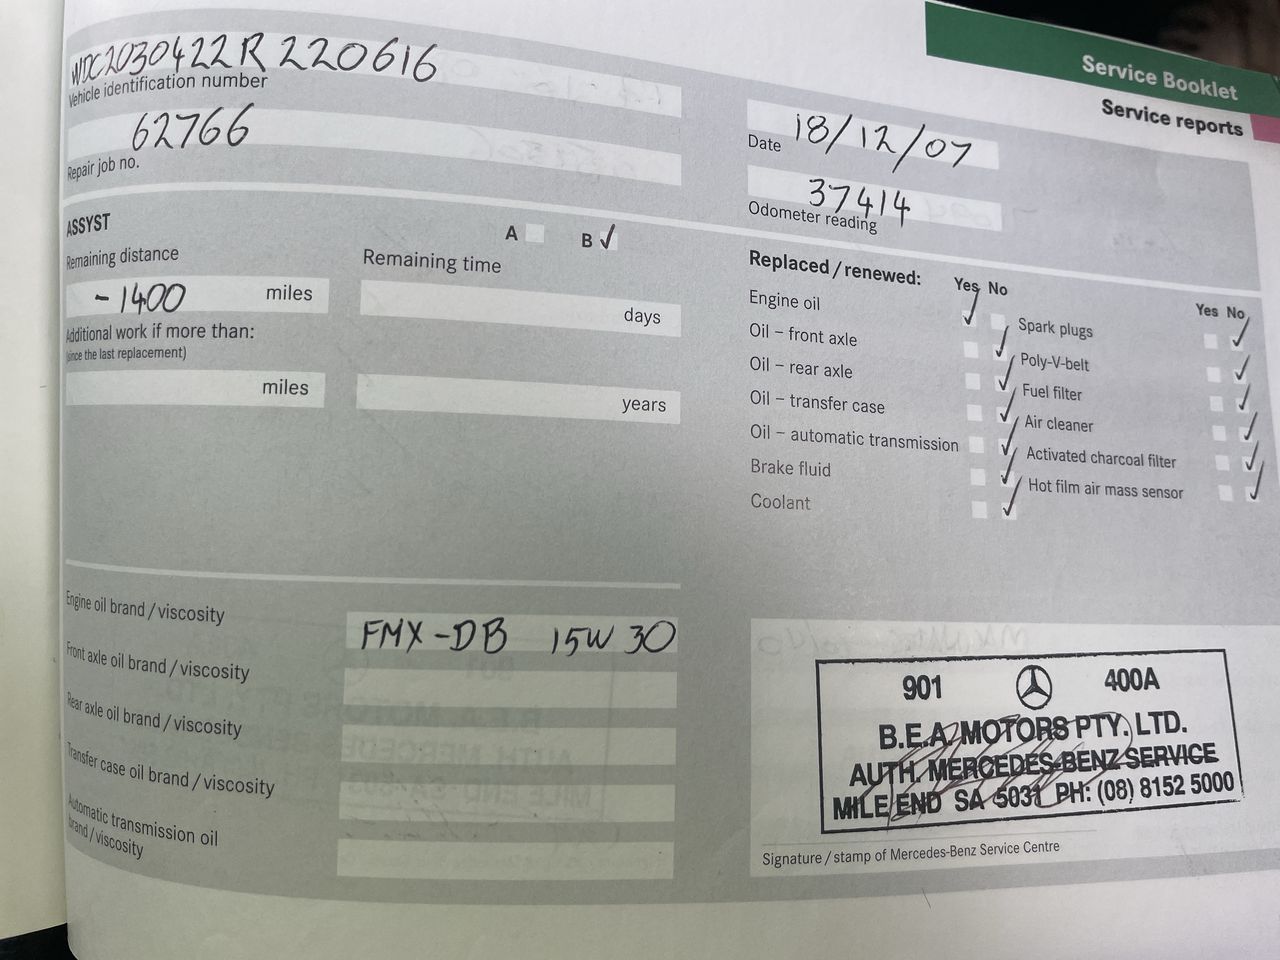 Service Booklet
Service reports
WDC2030422R220616
Vehicle identification number
62766
Repair job no.
18/12/07
Date
37414
Odometer reading
ASSYST
A B ✓
Remaining distance
Remaining time
-1400 miles
days
Additional work if more than:
(since the last replacement)
miles
years
Replaced/renewed: Yes No
Engine oil
Oil – front axle
Oil – rear axle
Oil – transfer case
Oil – automatic transmission
Brake fluid
Coolant
Yes No
Spark plugs
Poly-V-belt
Fuel filter
Air cleaner
Activated charcoal filter
Hot film air mass sensor
Engine oil brand/viscosity
FMX-DB 15W 30
Front axle oil brand/viscosity
Rear axle oil brand/viscosity
Transfer case oil brand/viscosity
Automatic transmission oil
brand/viscosity
901 400A
B.E.A. MOTORS PTY. LTD.
AUTH. MERCEDES-BENZ SERVICE
MILE END SA 5031 PH: (08) 8152 5000
Signature/stamp of Mercedes-Benz Service Centre